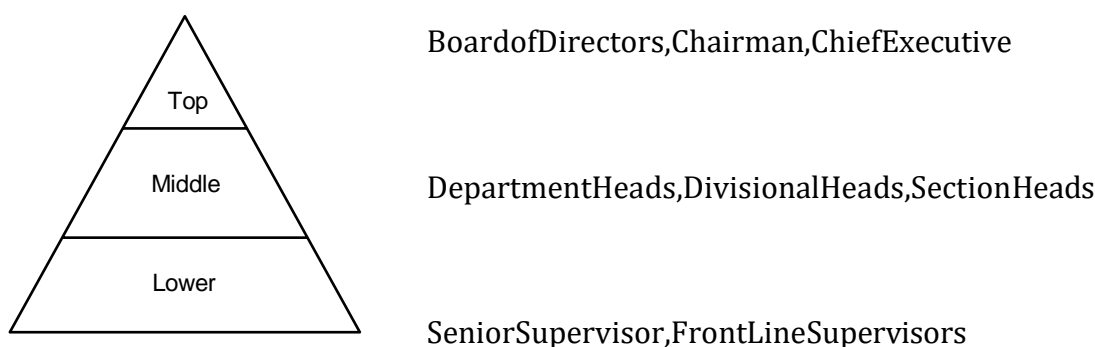 BoardofDirectors,Chairman,ChiefExecutive
Top
Middle
DepartmentHeads,DivisionalHeads,SectionHeads
Lower
SeniorSupervisor,FrontLineSupervisors